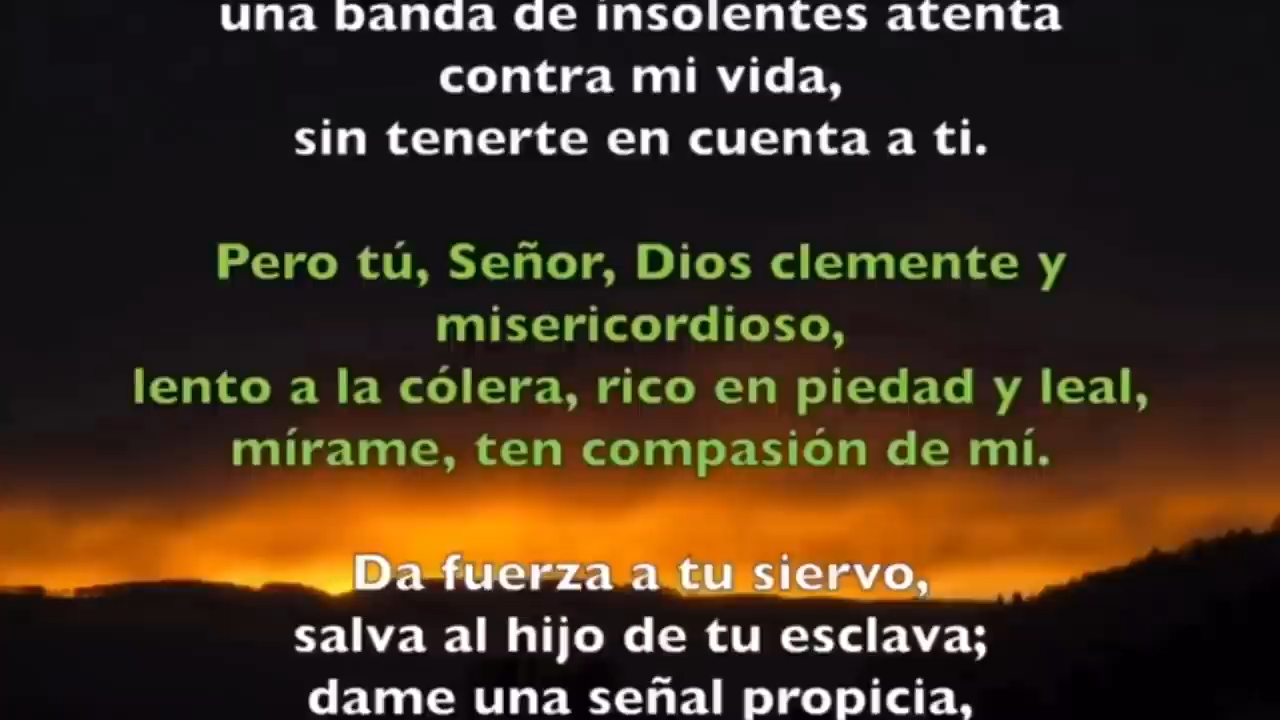 una banda de insolentes atenta
contra mi vida,
sin tenerte en cuenta a ti.
Pero tú, Señor, Dios clemente y
misericordioso,
lento a la cólera, rico en piedad y leal,
mírame, ten compasión de mí.
Da fuerza a tu siervo,
salva al hijo de tu esclava;
dame una señal propicia,